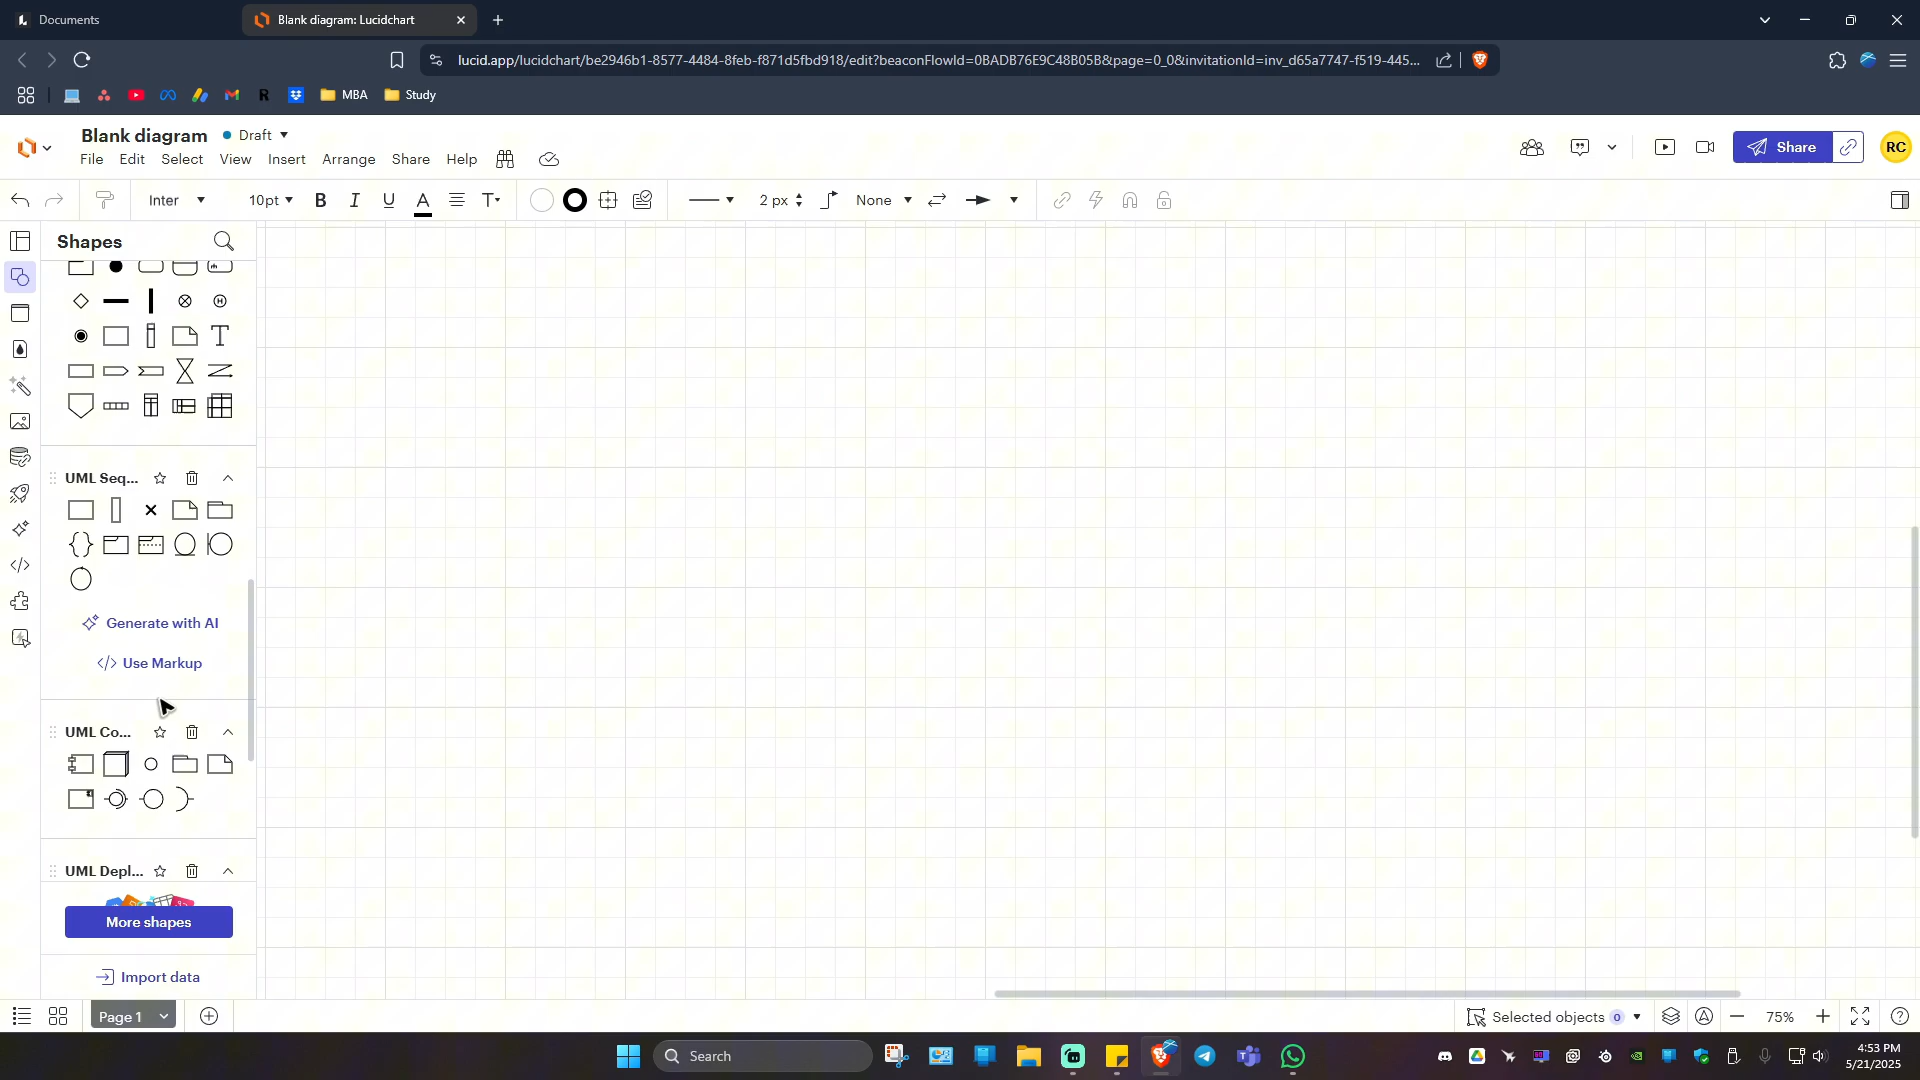 Documents
Blank diagram: Lucidchart
lucid.app/lucidchart/be2946b1-8577-4484-8feb-f871d5fbd918/edit?beaconFlowId=0BADB76E9C48B05B&page=0_0&invitationId=inv_d65a7747-f519-445...
MBA
Study
Blank diagram
Draft
File
Edit
Select
View
Insert
Arrange
Share
Help
Share
RC
Inter
10pt
B
I
U
A
2 px
None
Shapes
UML Seq...
Generate with AI
</> Use Markup
UML Co...
UML Depl...
More shapes
Import data
Page 1
Selected objects 0
75%
Search
4:53 PM
5/21/2025